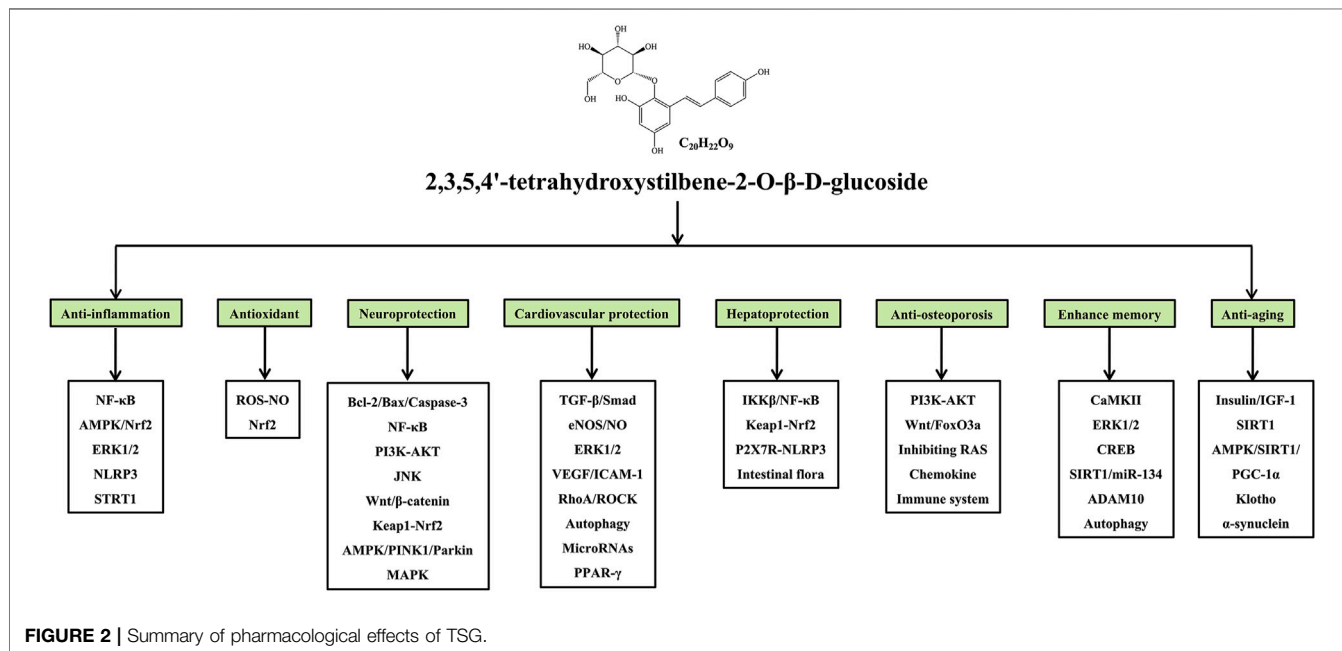 OH
HO
OH
OH
O
O
OH
HO
OH
OH
C20H22O9
2,3,5,4'-tetrahydroxystilbene-2-O-β-D-glucoside
Anti-inflammation
NF-κB
AMPK/Nrf2
ERK1/2
NLRP3
STRT1
Antioxidant
ROS-NO
Nrf2
Neuroprotection
Bcl-2/Bax/Caspase-3
NF-κB
PI3K-AKT
JNK
Wnt/β-catenin
Keap1-Nrf2
AMPK/PINK1/Parkin
MAPK
Cardiovascular protection
TGF-β/Smad
eNOS/NO
ERK1/2
VEGF/ICAM-1
RhoA/ROCK
Autophagy
MicroRNAs
PPAR-γ
Hepatoprotection
IKKβ/NF-κB
Keap1-Nrf2
P2X7R-NLRP3
Intestinal flora
Anti-osteoporosis
PI3K-AKT
Wnt/FoxO3a
Inhibiting RAS
Chemokine
Immune system
Enhance memory
CaMKII
ERK1/2
CREB
SIRT1/miR-134
ADAM10
Autophagy
Anti-aging
Insulin/IGF-1
SIRT1
AMPK/SIRT1/
PGC-1α
Klotho
α-synuclein
FIGURE 2 | Summary of pharmacological effects of TSG.